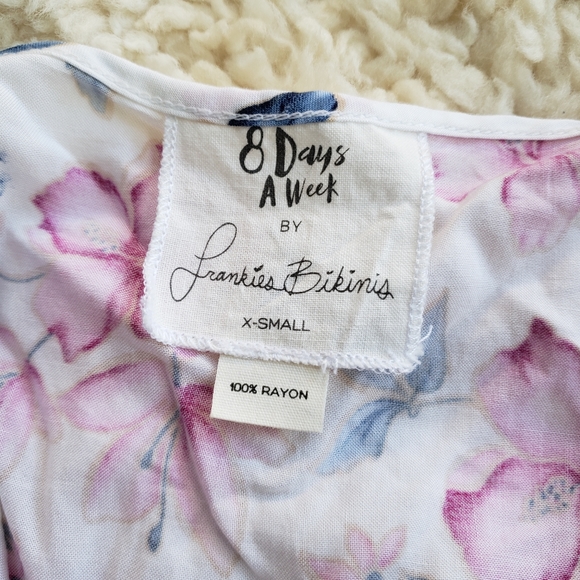 8 Days
A Week
BY
Frankies Bikinis
X-SMALL
100% RAYON